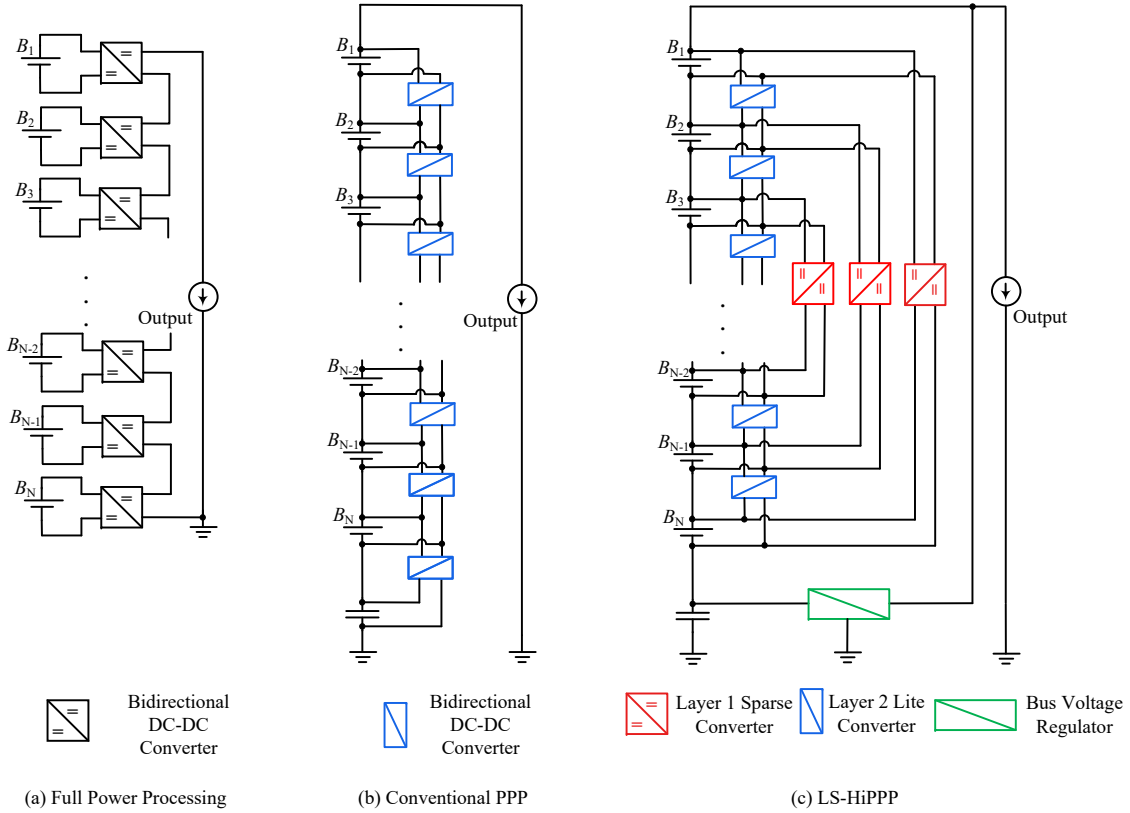 B1
B2
B3
.
.
.
Output
BN-2
BN-1
BN
B1
B2
B3
.
.
.
Output
BN-2
BN-1
BN
B1
B2
B3
.
.
.
Output
BN-2
BN-1
BN
Bidirectional
DC-DC
Converter
Bidirectional
DC-DC
Converter
Layer 1 Sparse
Converter
Layer 2 Lite
Converter
Bus Voltage
Regulator
(a) Full Power Processing
(b) Conventional PPP
(c) LS-HiPPP